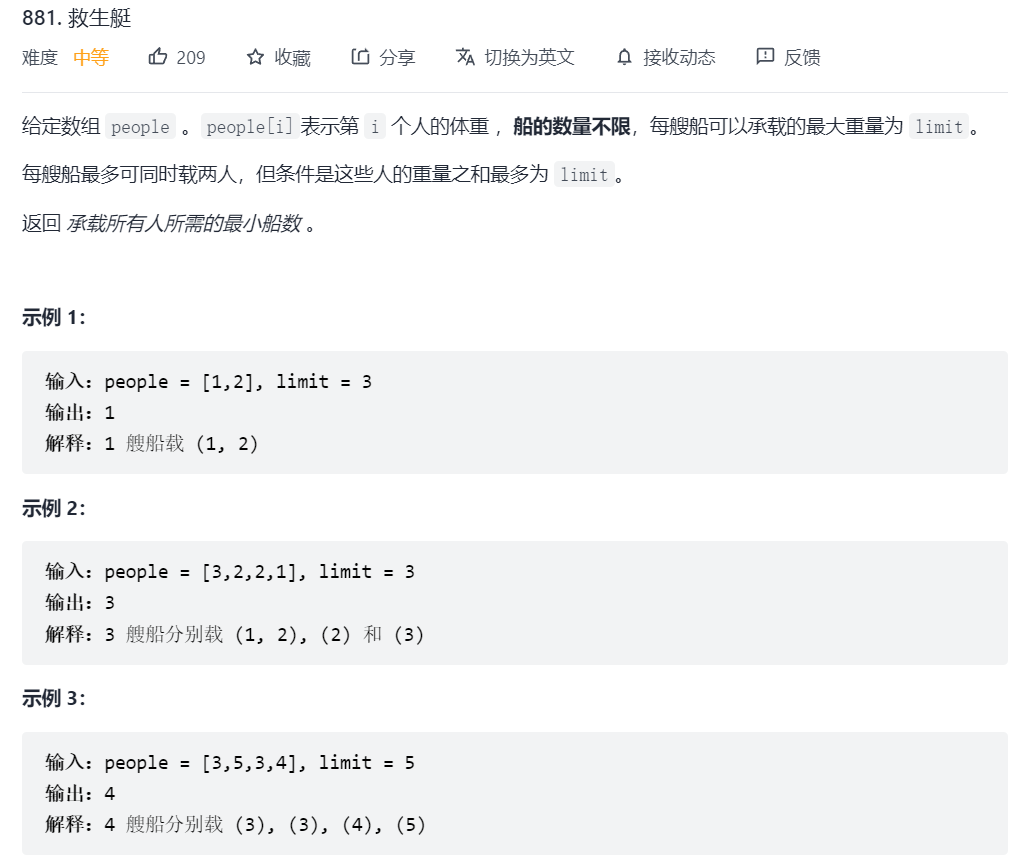 881. 救生艇
难度 中等 209 收藏 分享 切换为英文 接收动态 反馈
给定数组 people 。people[i]表示第 i 个人的体重 ，船的数量不限，每艘船可以承载的最大重量为 limit。
每艘船最多可同时载两人，但条件是这些人的重量之和最多为 limit。
返回 承载所有人所需的最小船数 。
示例 1：
输入：people = [1,2], limit = 3
输出：1
解释：1 艘船载 (1, 2)
示例 2：
输入：people = [3,2,2,1], limit = 3
输出：3
解释：3 艘船分别载 (1, 2), (2) 和 (3)
示例 3：
输入：people = [3,5,3,4], limit = 5
输出：4
解释：4 艘船分别载 (3), (3), (4), (5)